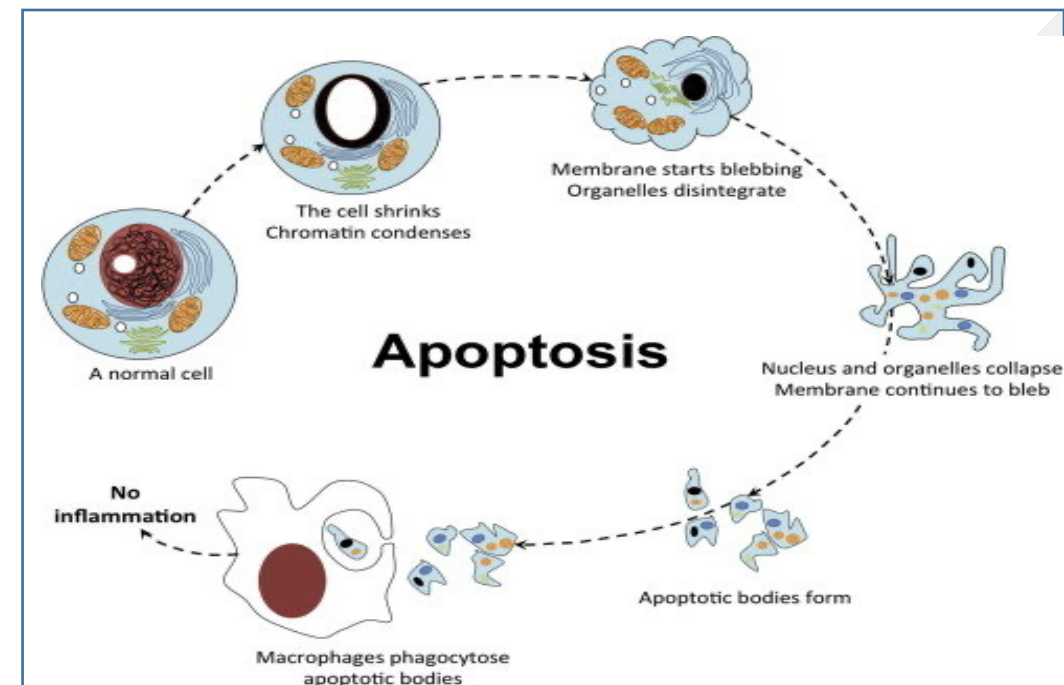 A normal cell
The cell shrinks
Chromatin condenses
Membrane starts blebbing
Organelles disintegrate
Nucleus and organelles collapse
Membrane continues to bleb
Apoptosis
Apoptotic bodies form
Macrophages phagocytose
apoptotic bodies
No
inflammation